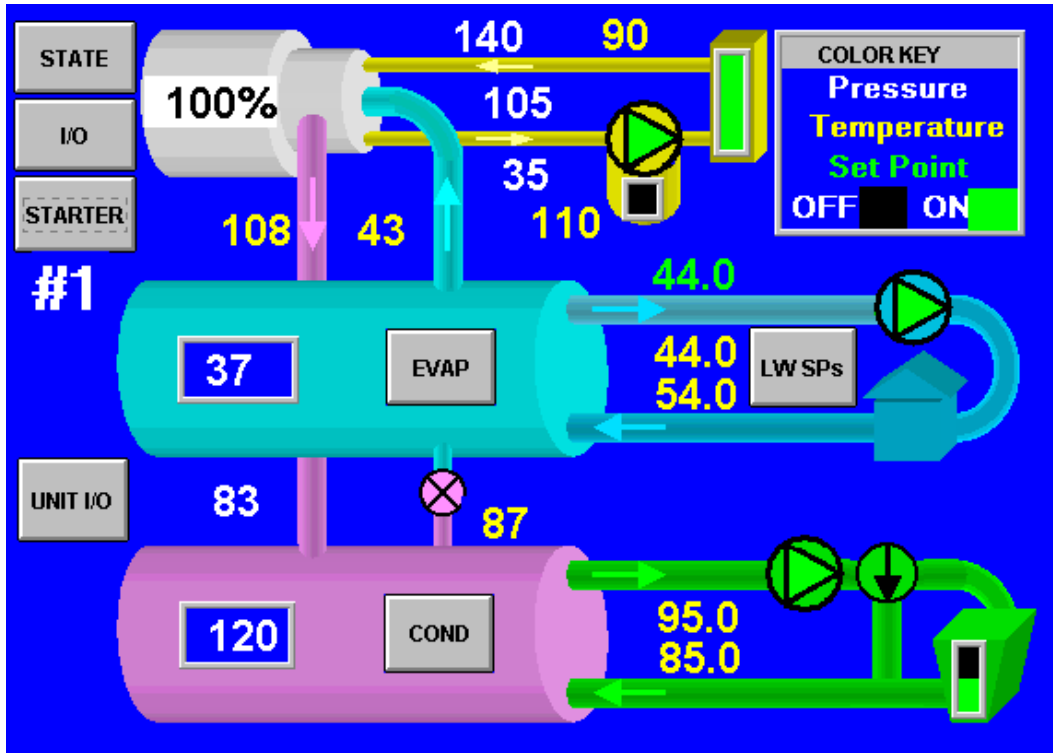 STATE
140 90
COLOR KEY
100%
Pressure
105
I/O
Temperature
35
Set Point
STARTER
OFF ON
108 43 110
#1
44.0
37
EVAP
44.0
LW SPs
54.0
UNIT I/O
83
87
120
COND
95.0
85.0